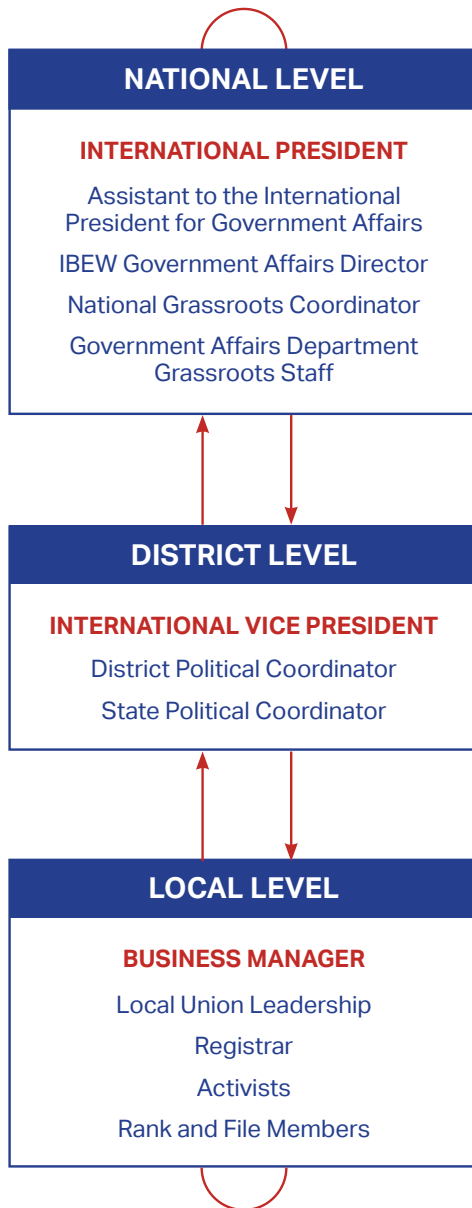 NATIONAL LEVEL
INTERNATIONAL PRESIDENT
Assistant to the International
President for Government Affairs
IBEW Government Affairs Director
National Grassroots Coordinator
Government Affairs Department
Grassroots Staff
DISTRICT LEVEL
INTERNATIONAL VICE PRESIDENT
District Political Coordinator
State Political Coordinator
LOCAL LEVEL
BUSINESS MANAGER
Local Union Leadership
Registrar
Activists
Rank and File Members